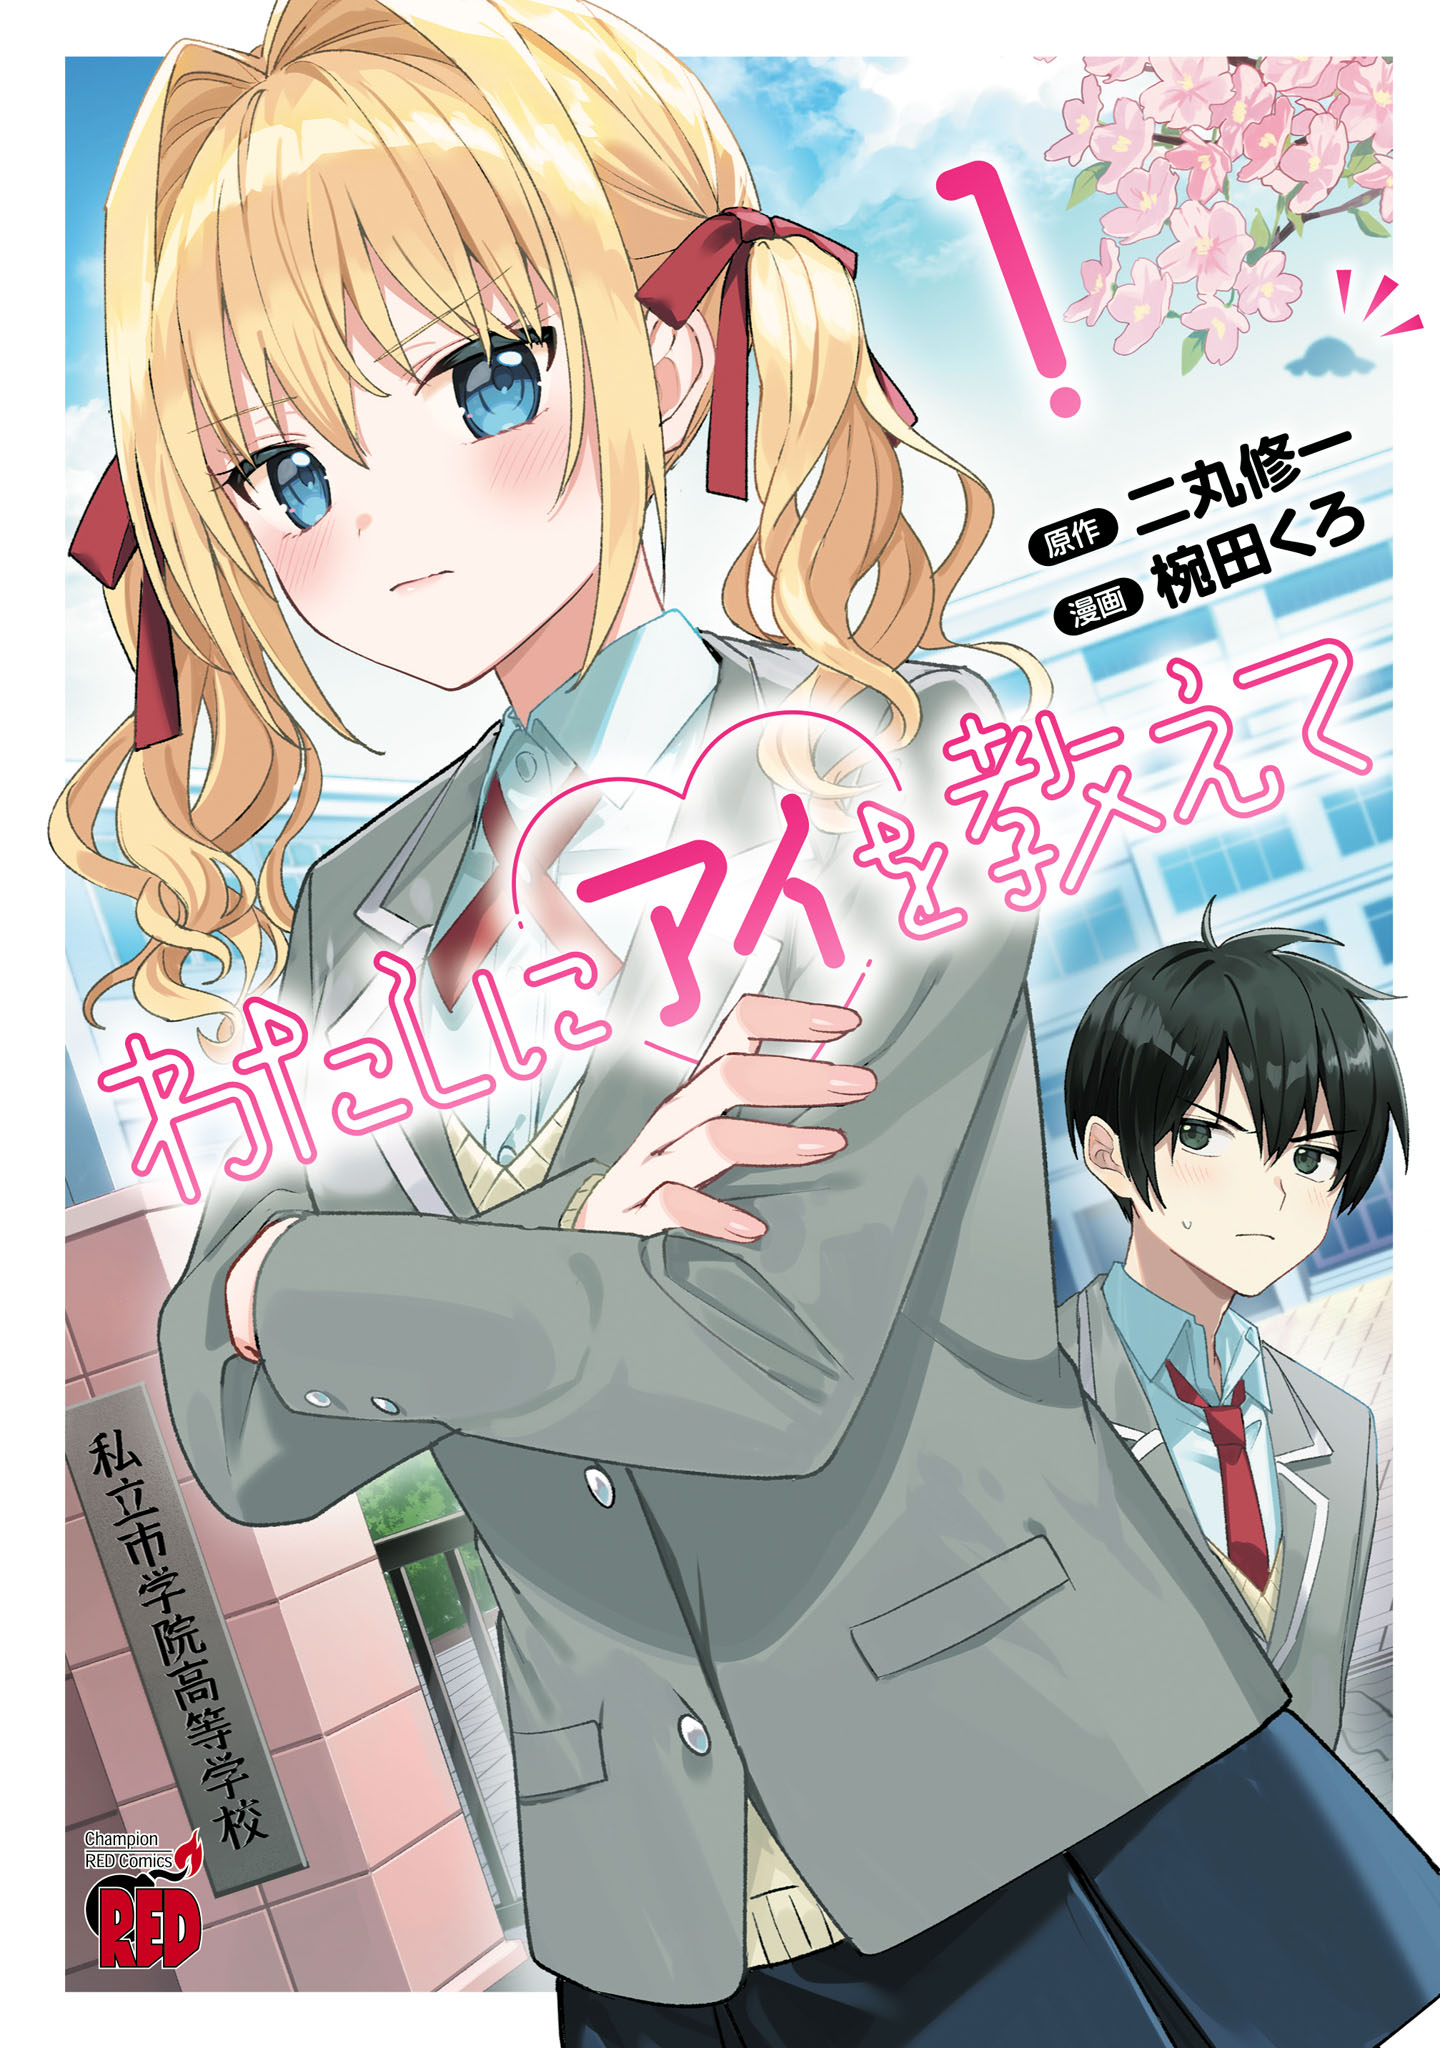 1
原作 二丸修一
漫画 椀田くろ
わたしにアイを教えて
私立市学院高等学校
Champion
RED Comics
RED